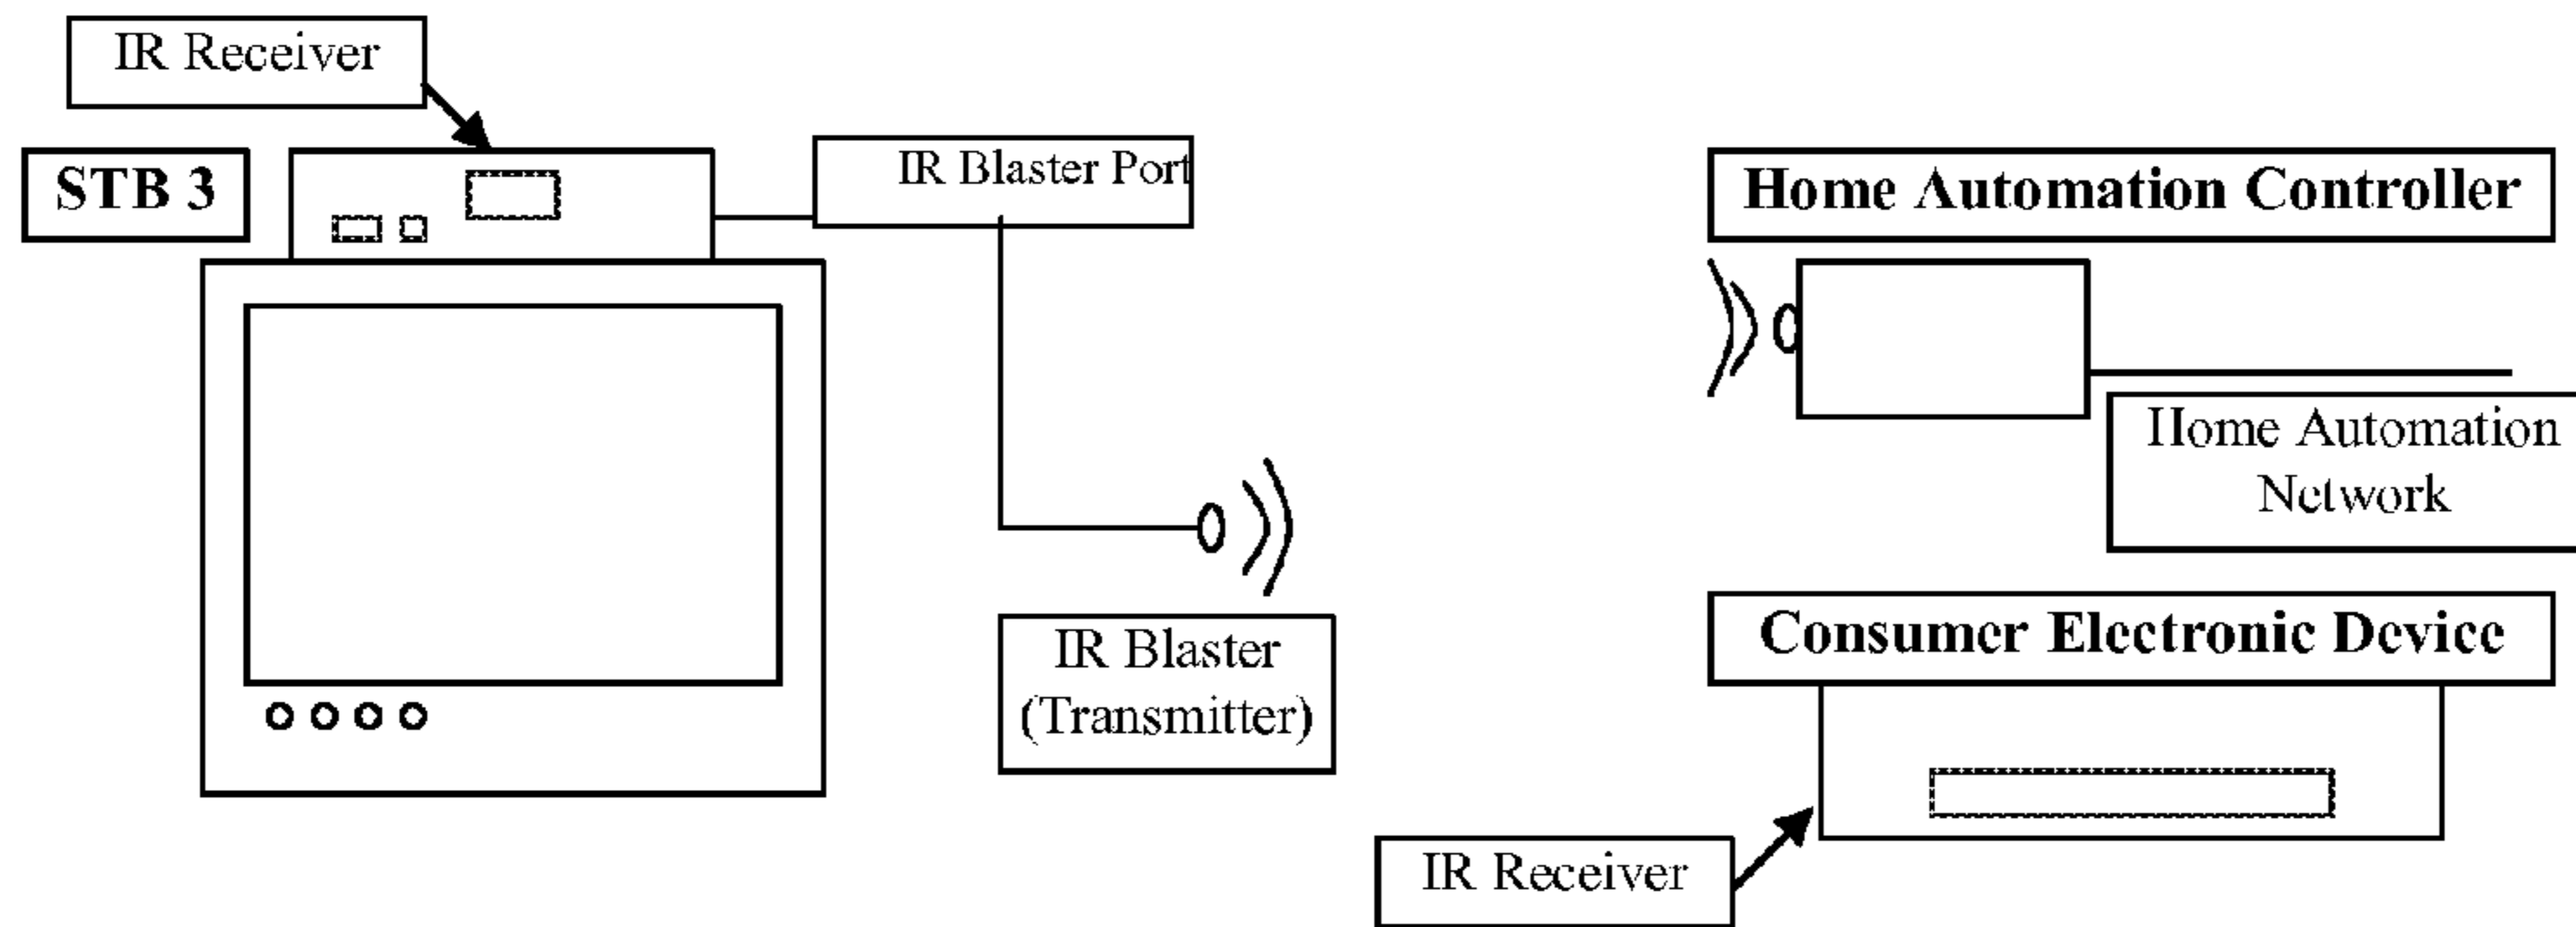 IR Receiver
STB 3
IR Blaster Port
Home Automation Controller
Home Automation
Network
IR Blaster
(Transmitter)
Consumer Electronic Device
IR Receiver